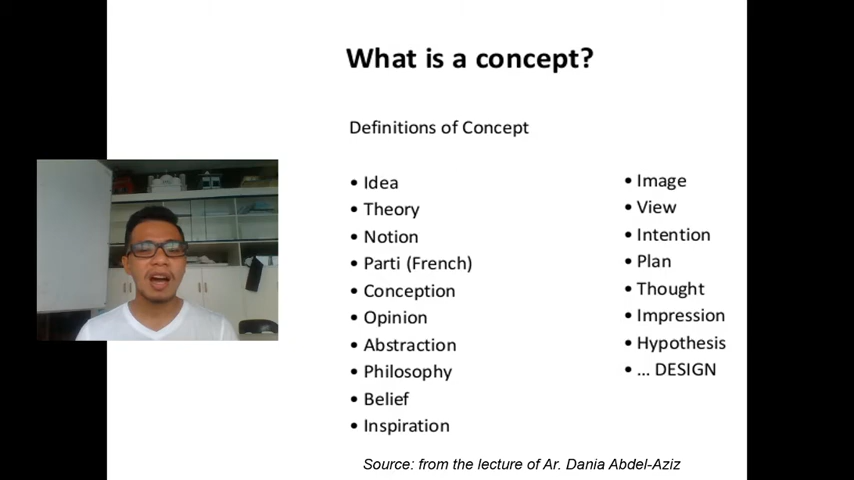 What is a concept?
Definitions of Concept
• Idea
• Theory
• Notion
• Parti (French)
• Conception
• Opinion
• Abstraction
• Philosophy
• Belief
• Inspiration
• Image
• View
• Intention
• Plan
• Thought
• Impression
• Hypothesis
• ... DESIGN
Source: from the lecture of Ar. Dania Abdel-Aziz